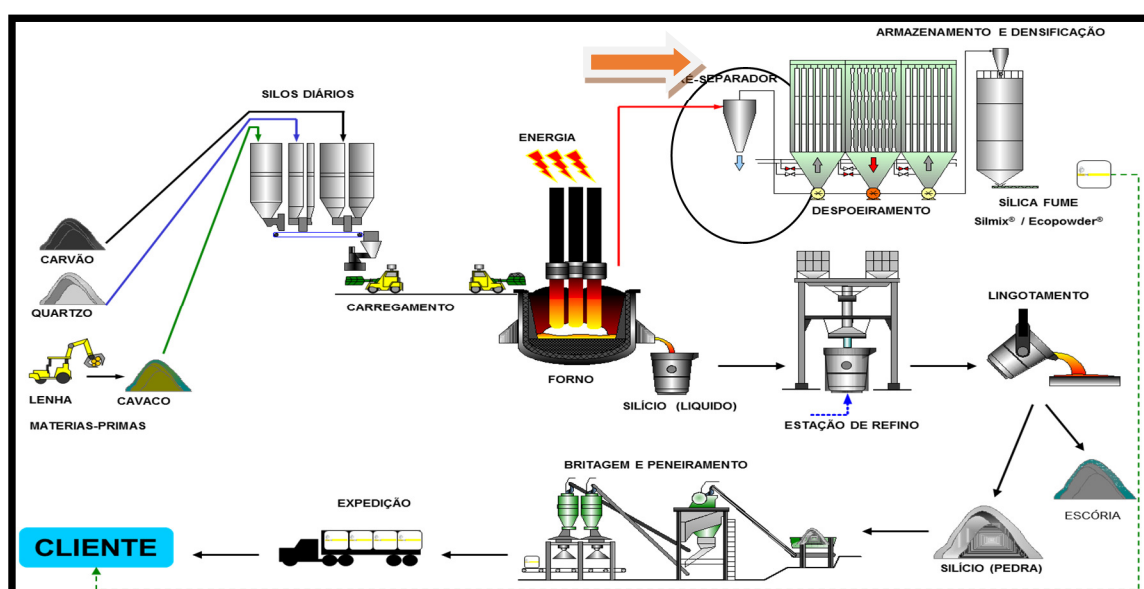 ARMAZENAMENTO E DENSIFICAÇÃO
É-SEPARADOR
SILOS DIÁRIOS
ENERGIA
SÍLICA FUME
Silmix® / Ecopowder®
DESPOEIRAMENTO
CARVÃO
QUARTZO
CARREGAMENTO
LINGOTAMENTO
LENHA
CAVACO
MATERIAS-PRIMAS
FORNO
SILÍCIO (LIQUIDO)
ESTAÇÃO DE REFINO
BRITAGEM E PENEIRAMENTO
EXPEDIÇÃO
ESCÓRIA
CLIENTE
SILÍCIO (PEDRA)